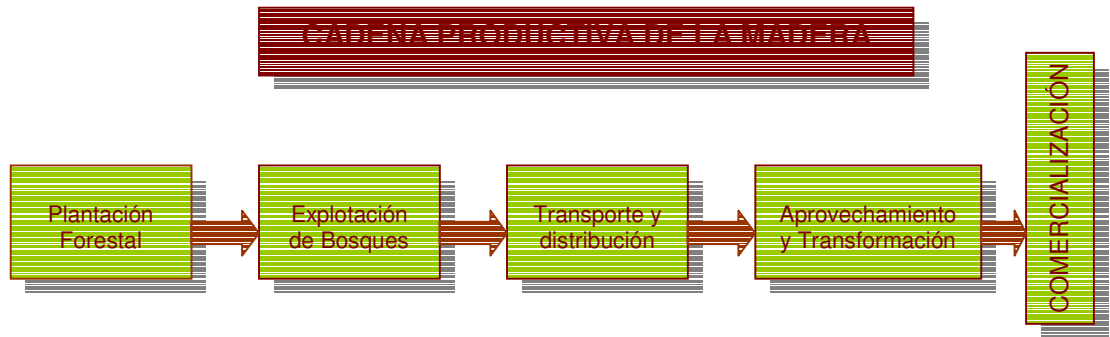 CADENA PRODUCTIVA DE LA MADERA
Plantación
Forestal
Explotación
de Bosques
Transporte y
distribución
Aprovechamiento
y Transformación
COMERCIALIZACIÓN